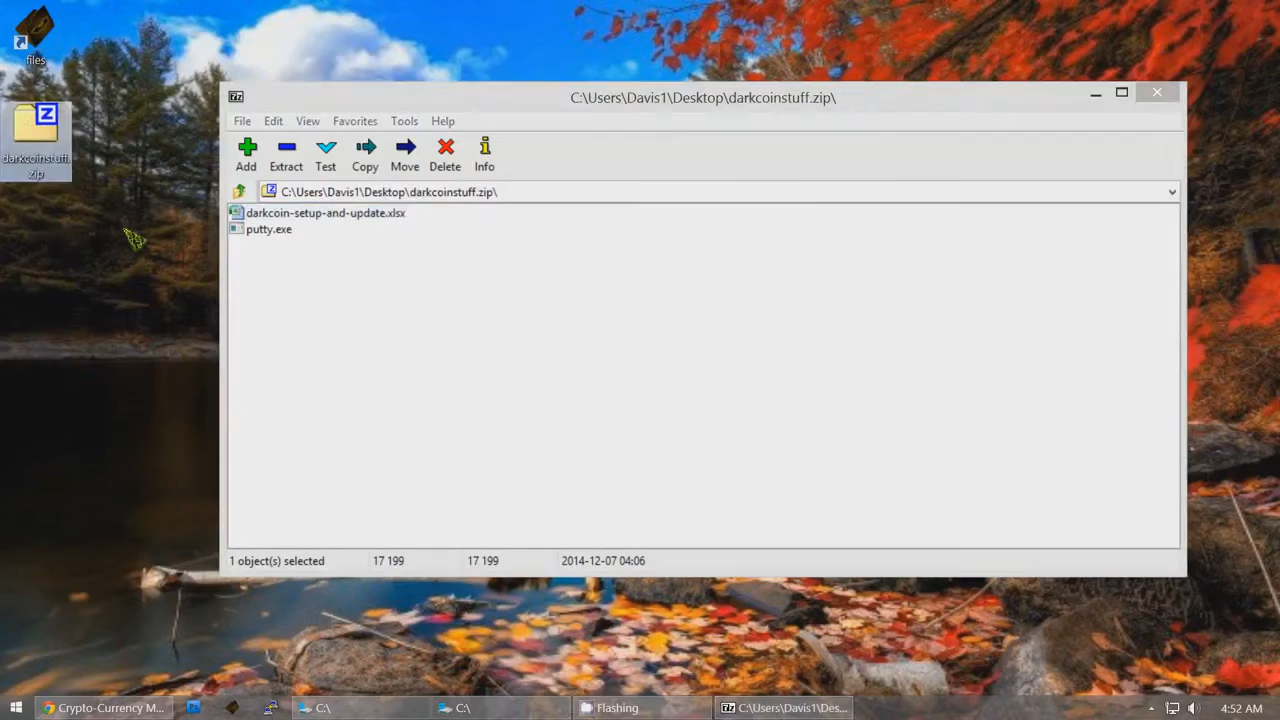 files
darkcoinstuff.
zip
C:\Users\Davis1\Desktop\darkcoinstuff.zip\
File Edit View Favorites Tools Help
Add Extract Test Copy Move Delete Info
C:\Users\Davis1\Desktop\darkcoinstuff.zip\
darkcoin-setup-and-update.xlsx
putty.exe
1 object(s) selected 17 199 17 199 2014-12-07 04:06
Crypto-Currency M... C:\ C:\ Flashing C:\Users\Davis1\Des... 4:52 AM